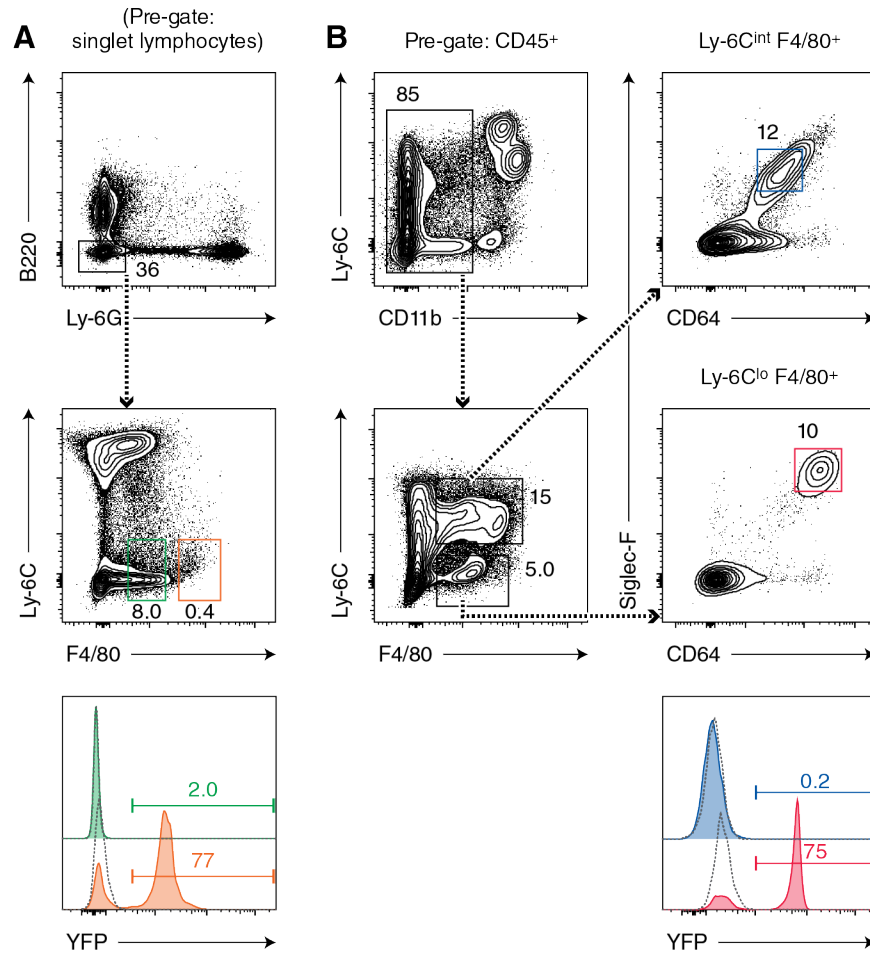 A
(Pre-gate:
singlet lymphocytes)
B220
36
Ly-6G
Ly-6C
8.0
0.4
F4/80
2.0
77
YFP
B
Pre-gate: CD45+
85
Ly-6C
CD11b
Ly-6C
15
5.0
F4/80
Ly-6Cint F4/80+
12
CD64
Siglec-F
Ly-6Clo F4/80+
10
CD64
0.2
75
YFP